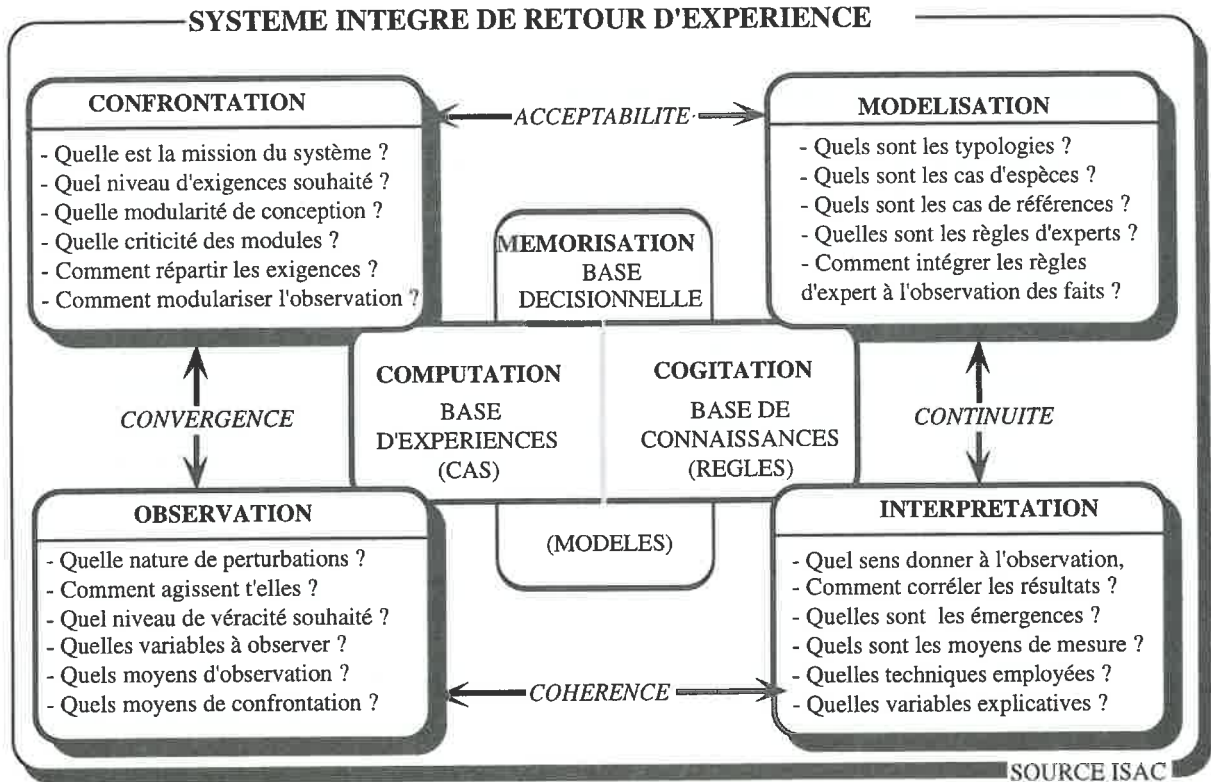 SYSTEME INTEGRE DE RETOUR D'EXPERIENCE
CONFRONTATION
- Quelle est la mission du système ?
- Quel niveau d'exigences souhaité ?
- Quelle modularité de conception ?
- Quelle criticité des modules ?
- Comment répartir les exigences ?
- Comment modulariser l'observation ?
ACCEPTABILITE
MODELISATION
- Quels sont les typologies ?
- Quels sont les cas d'espèces ?
- Quels sont les cas de références ?
- Quelles sont les règles d'experts ?
- Comment intégrer les règles
d'expert à l'observation des faits ?
MEMORISATION
BASE
DECISIONNELLE
COMPUTATION
BASE
D'EXPERIENCES
(CAS)
COGITATION
BASE DE
CONNAISSANCES
(REGLES)
(MODELES)
CONVERGENCE
CONTINUITE
OBSERVATION
- Quelle nature de perturbations ?
- Comment agissent t'elles ?
- Quel niveau de véracité souhaité ?
- Quelles variables à observer ?
- Quels moyens d'observation ?
- Quels moyens de confrontation ?
COHERENCE
INTERPRETATION
- Quel sens donner à l'observation,
- Comment corréler les résultats ?
- Quelles sont les émergences ?
- Quels sont les moyens de mesure ?
- Quelles techniques employées ?
- Quelles variables explicatives ?
SOURCE ISAC